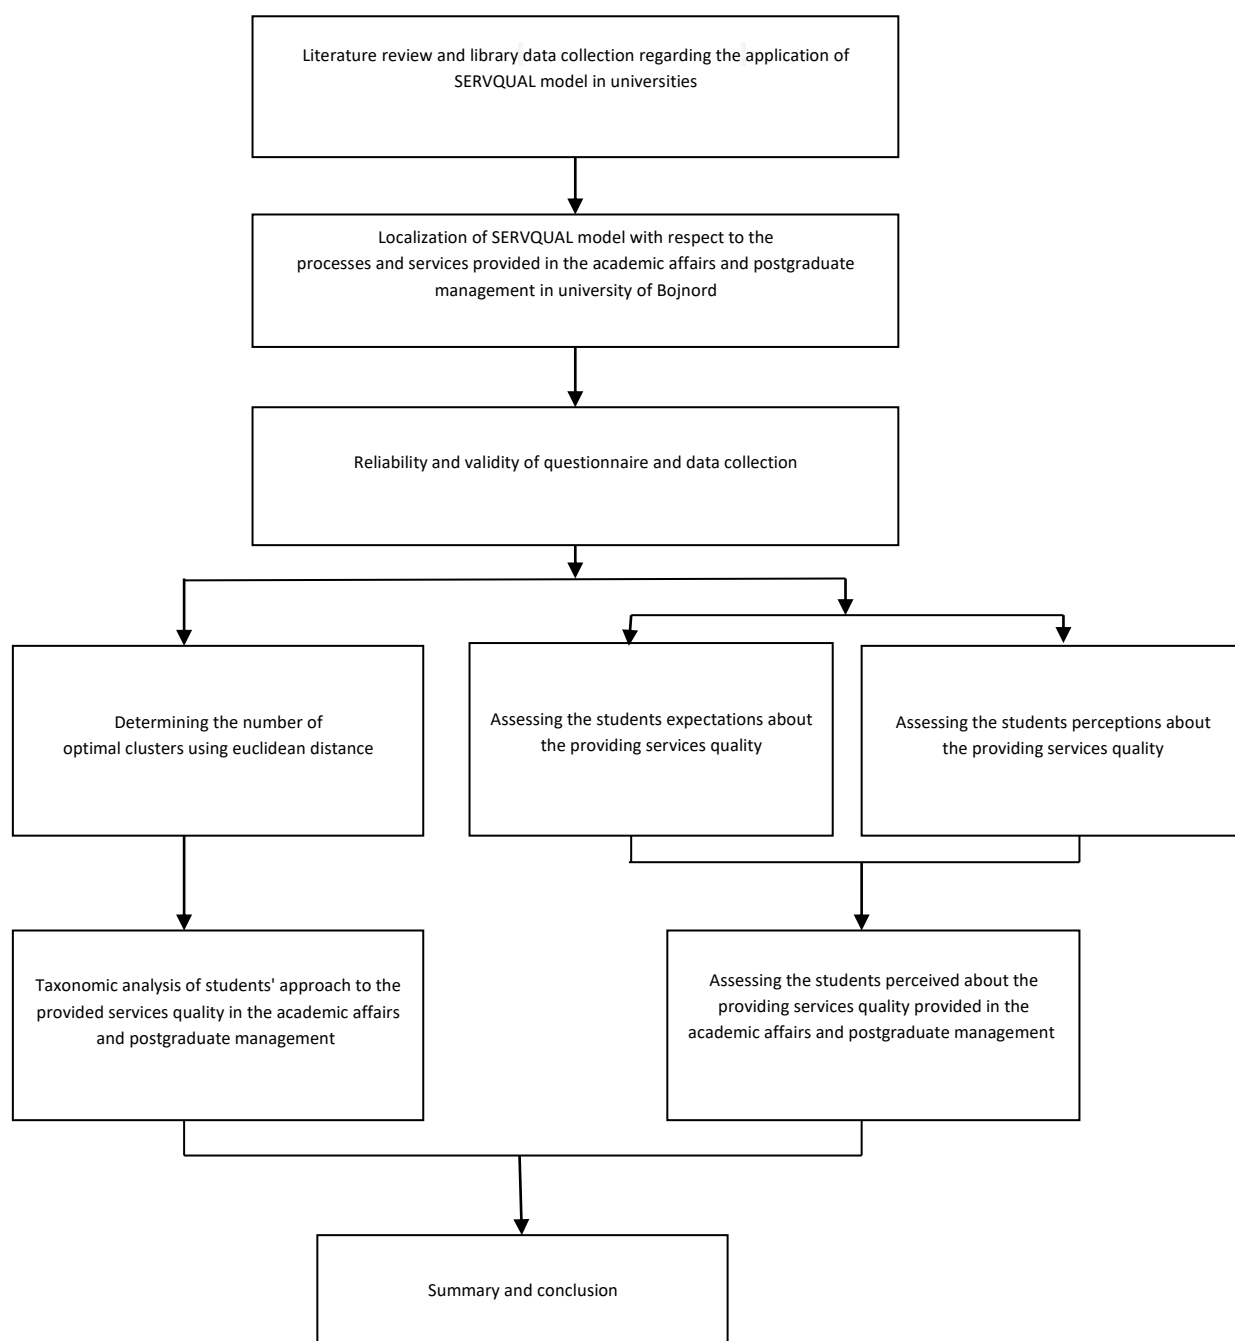 Literature review and library data collection regarding the application of
SERVQUAL model in universities
Localization of SERVQUAL model with respect to the
processes and services provided in the academic affairs and postgraduate
management in university of Bojnord
Reliability and validity of questionnaire and data collection
Determining the number of
optimal clusters using euclidean distance
Assessing the students expectations about
the providing services quality
Assessing the students perceptions about
the providing services quality
Taxonomic analysis of students' approach to the
provided services quality in the academic affairs
and postgraduate management
Assessing the students perceived about the
providing services quality provided in the
academic affairs and postgraduate management
Summary and conclusion